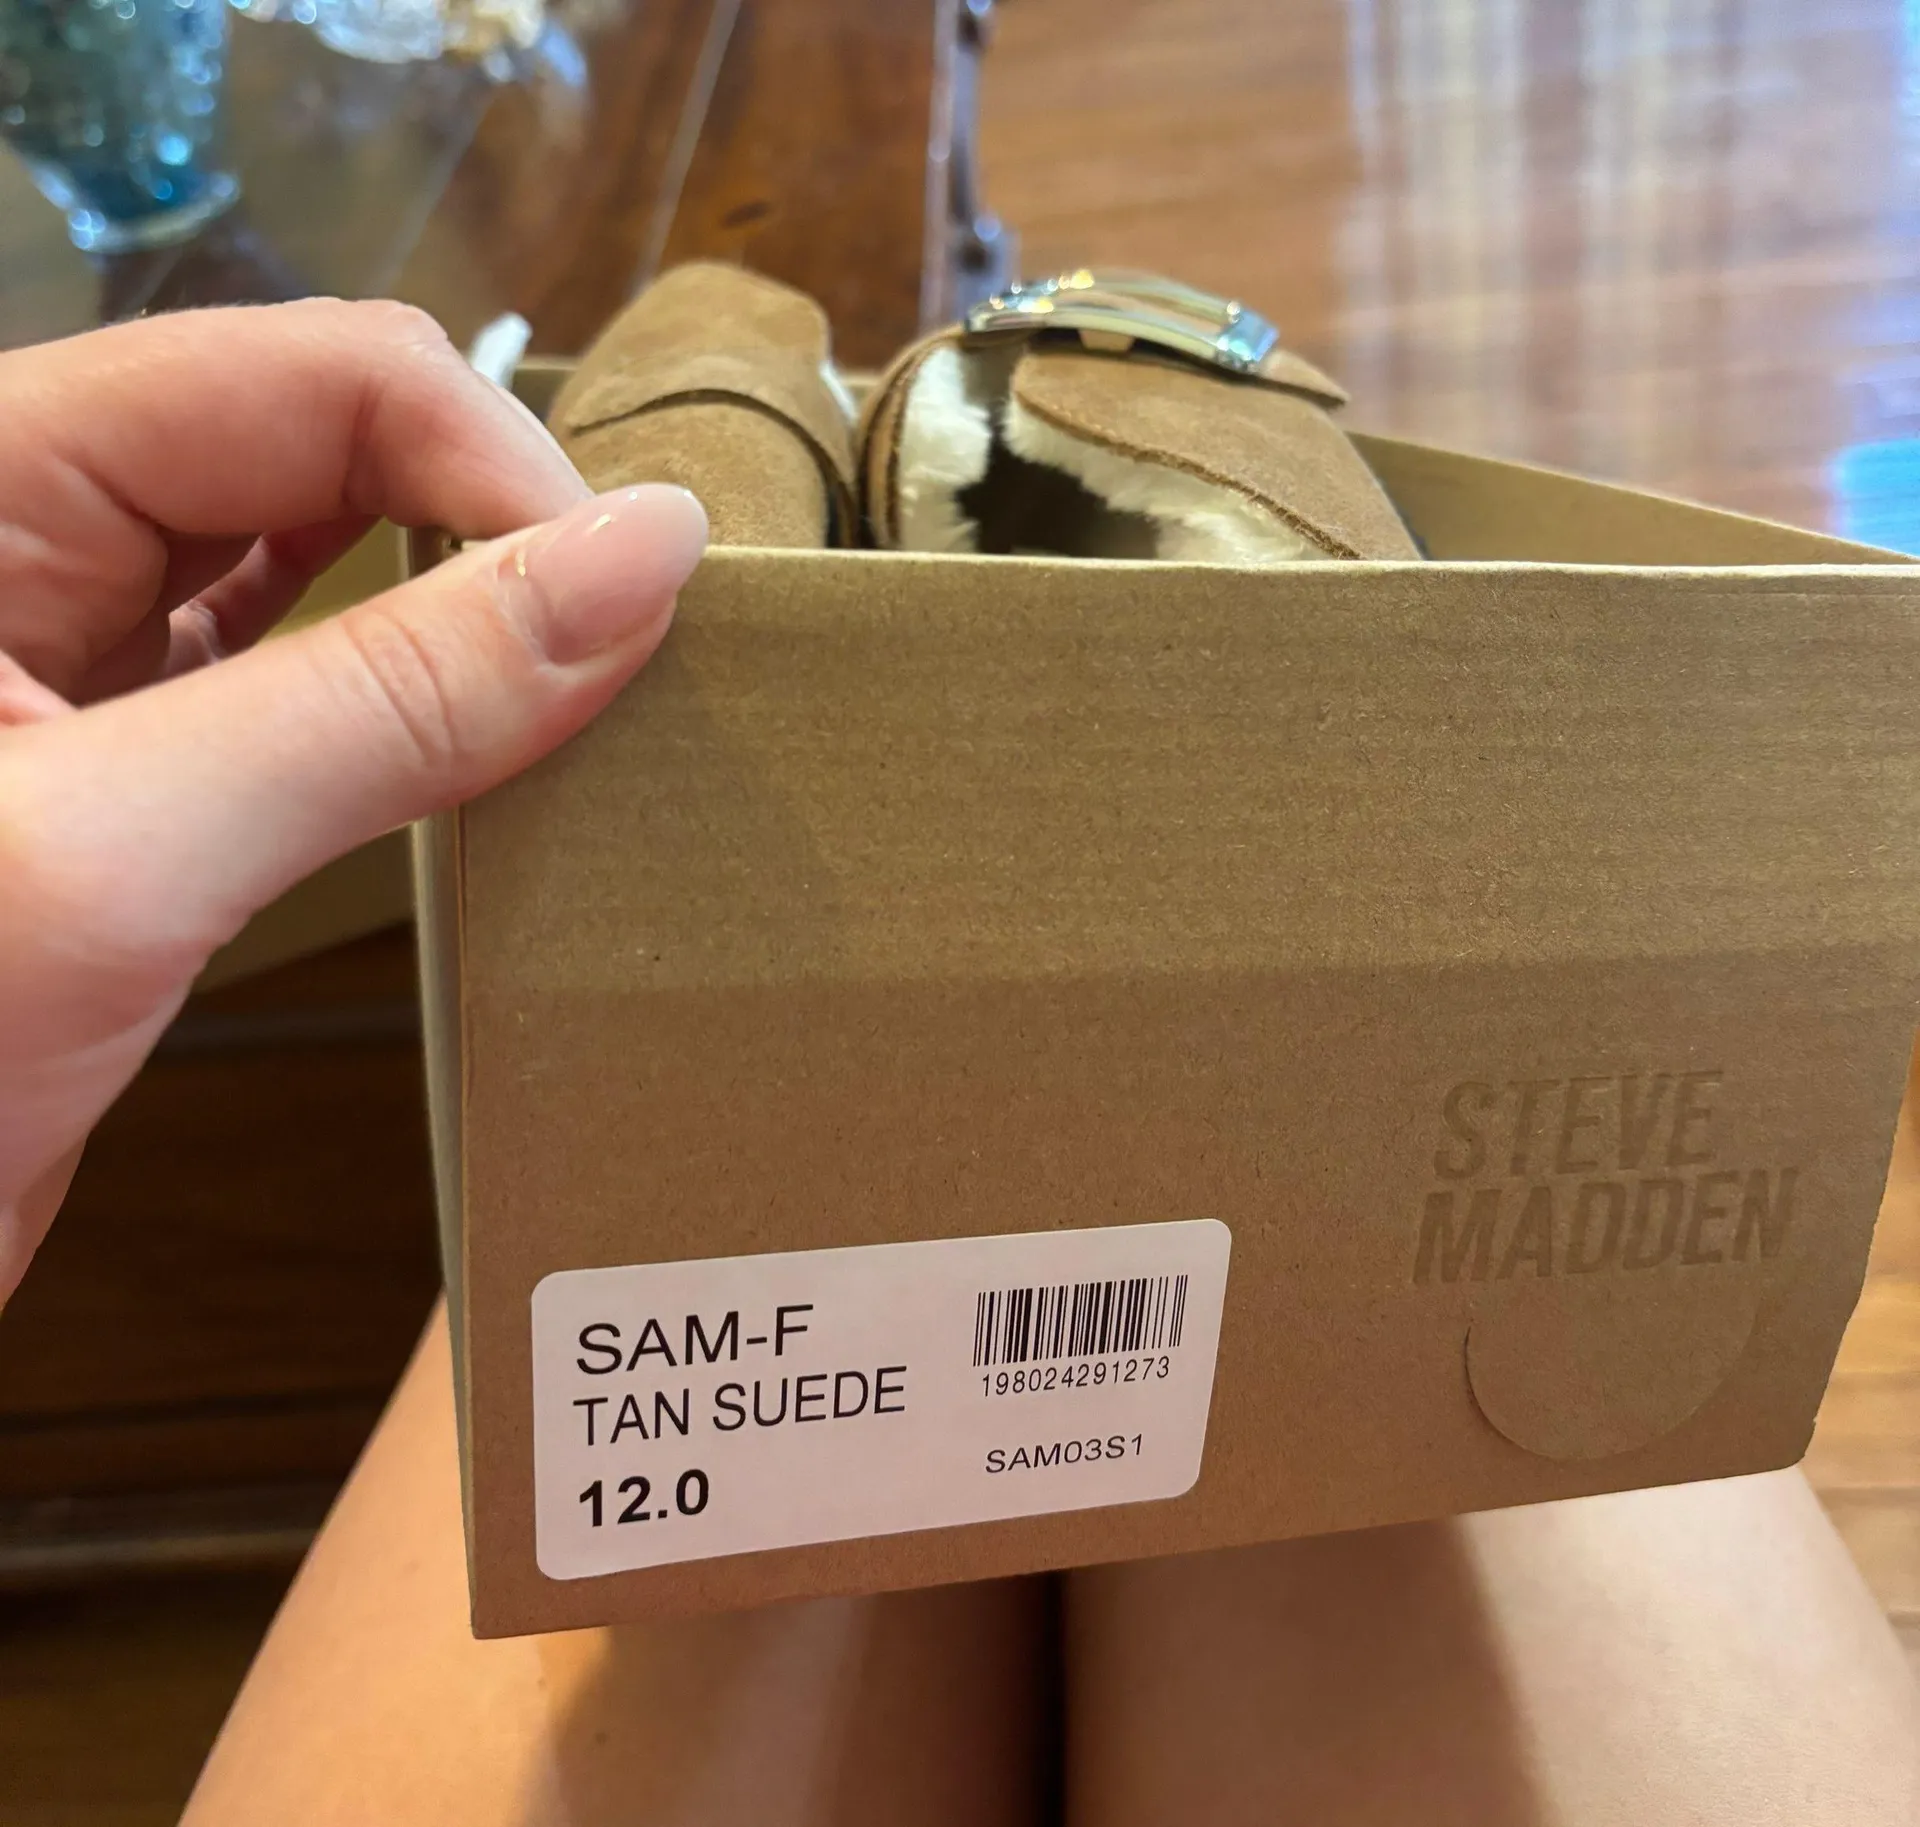 STEVE
MADDEN
SAM-F
TAN SUEDE
12.0
198024291273
SAM03S1